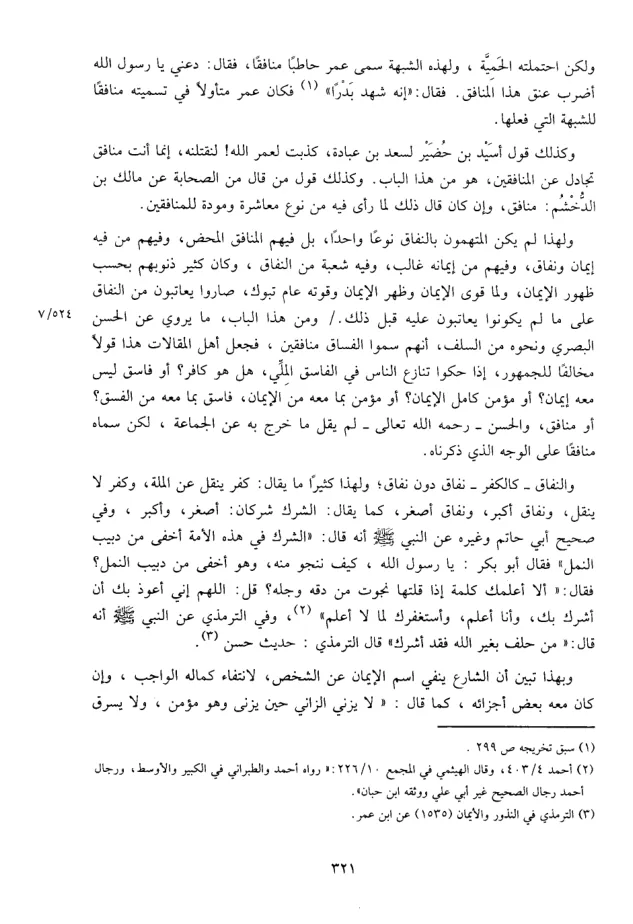 ولكن احتملته الحَمِيَّة ، ولهذه الشبهة سمى عمر حاطبًا منافقًا، فقال: دعني يا رسول الله
أضرب عنق هذا المنافق. فقال: «إنه شهد بَدْرًا» (١) فكان عمر متأولاً في تسميته منافقًا
للشبهة التي فعلها.
وكذلك قول أسَيْد بن حُضَيْر لسعد بن عبادة، كذبت لعمر الله! لنقتلنه، إنما أنت منافق
تجادل عن المنافقين، هو من هذا الباب. وكذلك قول من قال من الصحابة عن مالك بن
الدُّخْشُم: منافق، وإن كان قال ذلك لما رأى فيه من نوع معاشرة ومودة للمنافقين.
ولهذا لم يكن المتهمون بالنفاق نوعًا واحدًا، بل فيهم المنافق المحض، وفيهم من فيه
إيمان ونفاق، وفيهم من إيمانه غالب، وفيه شعبة من النفاق ، وكان كثير ذنوبهم بحسب
ظهور الإيمان، ولما قوى الإيمان وظهر الإيمان وقوته عام تبوك، صاروا يعاتبون من النفاق
على ما لم يكونوا يعاتبون عليه قبل ذلك./ ومن هذا الباب، ما يروي عن الحسن
٧/٥٢٤
البصري ونحوه من السلف، أنهم سموا الفساق منافقين ، فجعل أهل المقالات هذا قولاً
مخالفًا للجمهور، إذا حكوا تنازع الناس في الفاسق المِلِّي، هل هو كافر؟ أو فاسق ليس
معه إيمان؟ أو مؤمن كامل الإيمان؟ أو مؤمن بما معه من الإيمان، فاسق بما معه من الفسق؟
أو منافق، والحسن ـ رحمه الله تعالى ـ لم يقل ما خرج به عن الجماعة ، لكن سماه
منافقًا على الوجه الذي ذكرناه.
والنفاق ـ كالكفر ـ نفاق دون نفاق؛ ولهذا كثيرًا ما يقال: كفر ينقل عن الملة، وكفر لا
ينقل، ونفاق أكبر، ونفاق أصغر، كما يقال: الشرك شركان: أصغر، وأكبر ، وفي
صحيح أبي حاتم وغيره عن النبي ﷺ أنه قال: «الشرك في هذه الأمة أخفى من دبيب
النمل» فقال أبو بكر : يا رسول الله ، كيف ننجو منه، وهو أخفى من دبيب النمل؟
فقال:« ألا أعلمك كلمة إذا قلتها نجوت من دقه وجله؟ قل: اللهم إني أعوذ بك أن
أشرك بك، وأنا أعلم، وأستغفرك لما لا أعلم» (٢)، وفي الترمذي عن النبي ﷺ أنه
قال:« من حلف بغير الله فقد أشرك» قال الترمذي : حديث حسن (٣).
وبهذا تبين أن الشارع ينفي اسم الإيمان عن الشخص، لانتفاء كماله الواجب ، وإن
كان معه بعض أجزائه ، كما قال : « لا يزني الزاني حين يزنى وهو مؤمن ، ولا يسرق
(١) سبق تخريجه ص ٢٩٩ .
(٢) أحمد ٤٠٣/٤، وقال الهيثمي في المجمع ٢٢٦/١٠:« رواه أحمد والطبراني في الكبير والأوسط، ورجال
أحمد رجال الصحيح غير أبي علي ووثقه ابن حبان».
(٣) الترمذي في النذور والأيمان (١٥٣٥) عن ابن عمر.
٣٢١